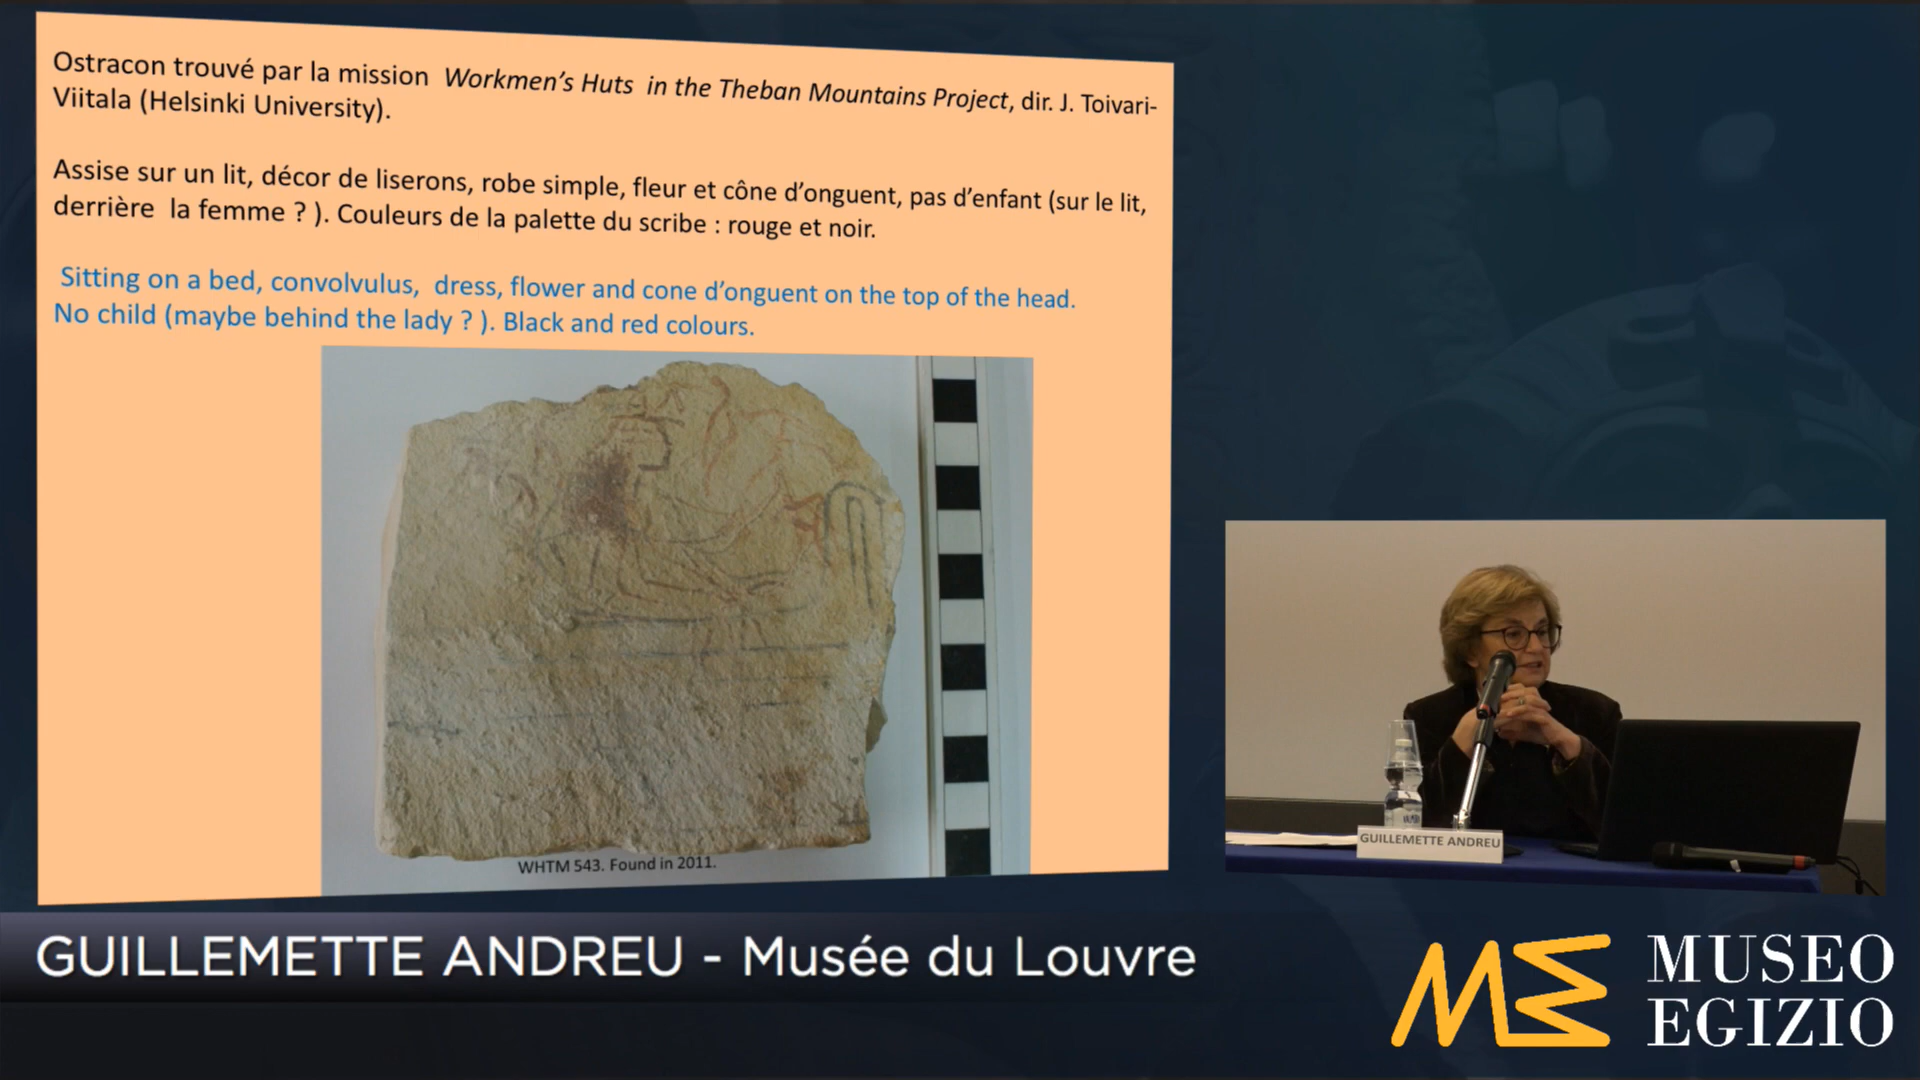 Ostracon trouvé par la mission Workmen's Huts in the Theban Mountains Project, dir. J. Toivari-
Viitala (Helsinki University).
Assise sur un lit, décor de liserons, robe simple, fleur et cône d'onguent, pas d'enfant (sur le lit,
derrière la femme ? ). Couleurs de la palette du scribe : rouge et noir.
Sitting on a bed, convolvulus, dress, flower and cone d'onguent on the top of the head.
No child (maybe behind the lady ? ). Black and red colours.
WHTM 543. Found in 2011.
GUILLEMETTE ANDREU
GUILLEMETTE ANDREU - Musée du Louvre
ME
MUSEO
EGIZIO